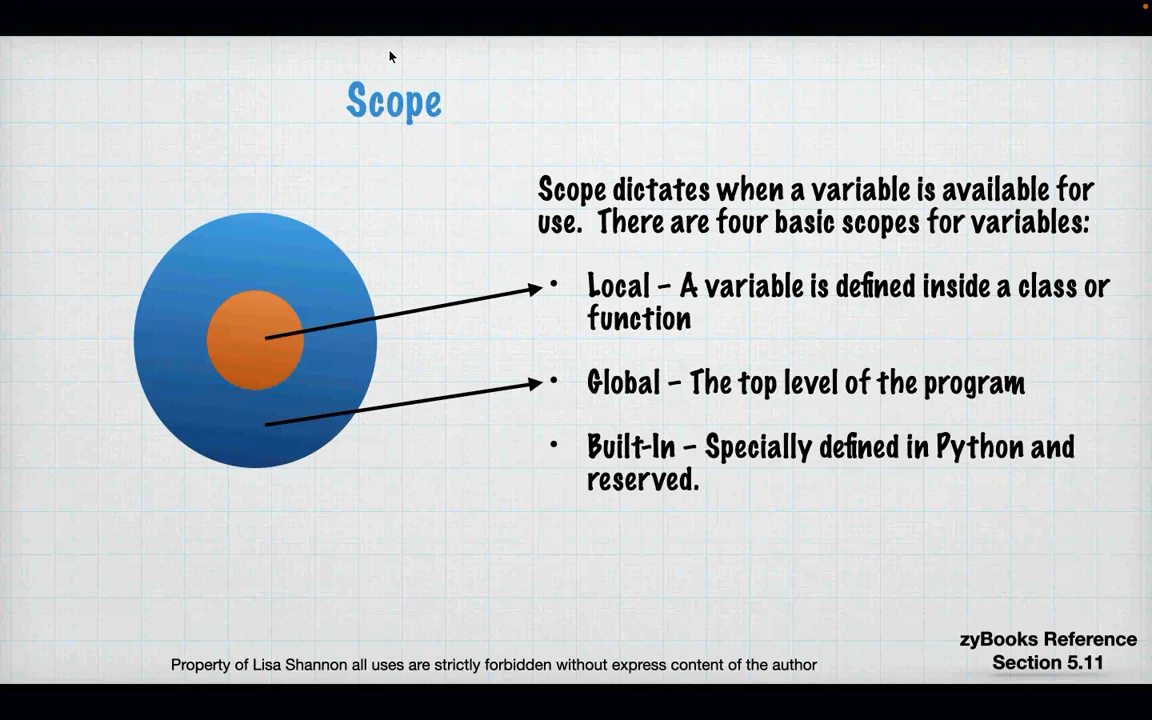 Scope
Scope dictates when a variable is available for
use.  There are four basic scopes for variables:
• Local – A variable is defined inside a class or
function
• Global – The top level of the program
• Built-In – Specially defined in Python and
reserved.
zyBooks Reference
Section 5.11
Property of Lisa Shannon all uses are strictly forbidden without express content of the author